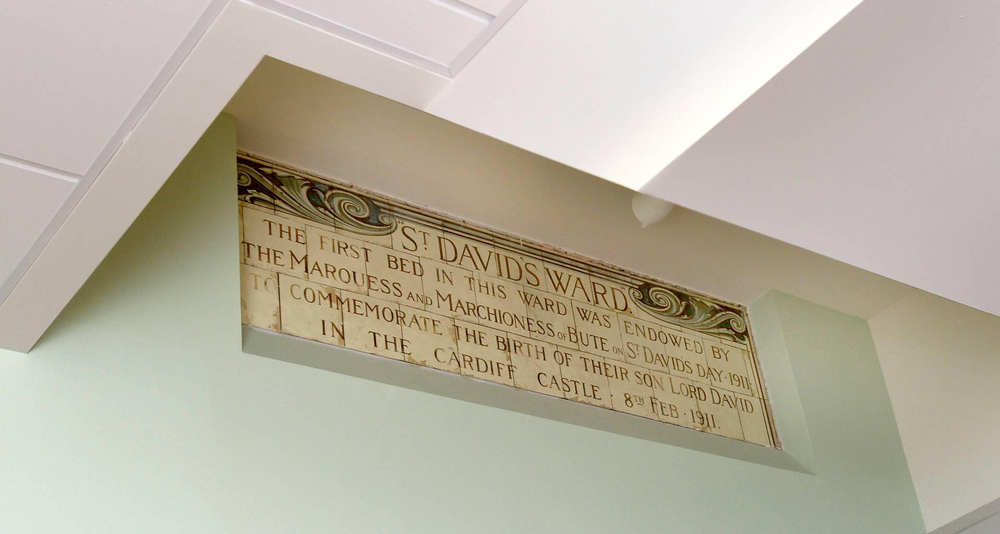 "ST DAVID'S WARD
THE FIRST BED IN THIS WARD WAS ENDOWED BY
THE MARQUESS AND MARCHIONESS OF BUTE ON ST DAVIDS DAY · 1911
TO COMMEMORATE THE BIRTH OF THEIR SON LORD DAVID
IN THE CARDIFF CASTLE · 8TH FEB · 1911.